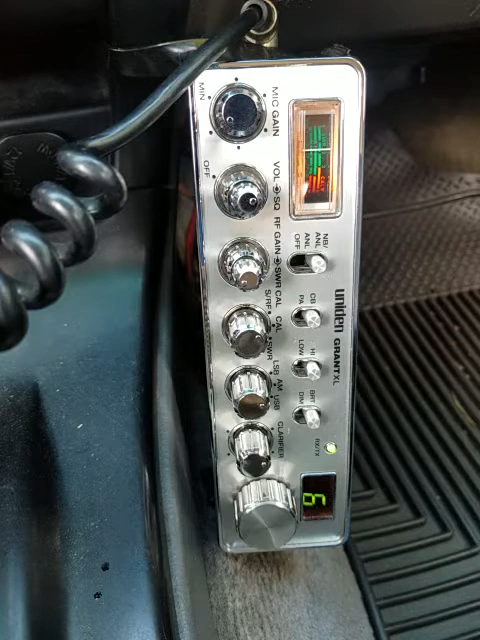 MIN
MIC GAIN
OFF
VOL
SQ
RF GAIN
SWR CAL
S/RF
CAL
SWR
LSB
AM
USB
CLARIFIER
NB/
ANL
ANL
OFF
CB
PA
HI
LOW
BRT
DIM
RX/TX
uniden GRANT XL
6